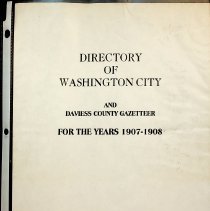 DIRECTORY
OF
WASHINGTON CITY
AND
DAVIESS COUNTY GAZETTEER
FOR THE YEARS 1907-1908